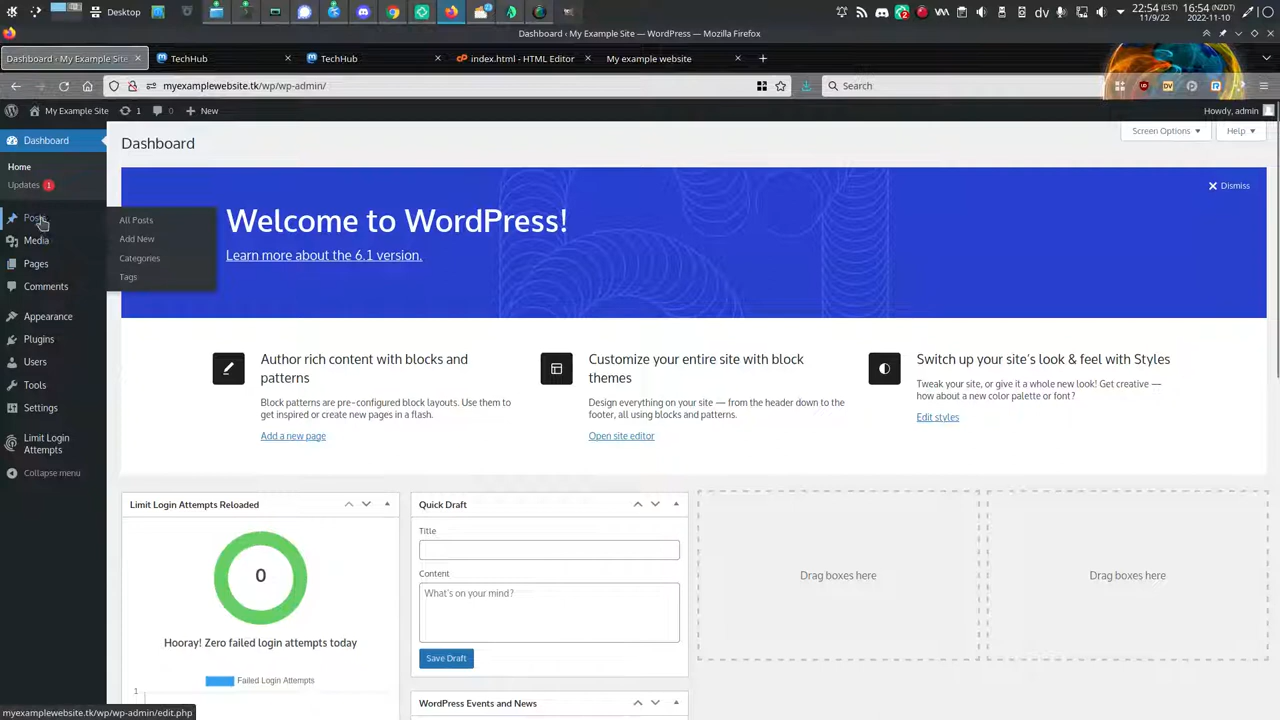 Desktop
22:54 (EST)
11/9/22
16:54 (NZDT)
2022-11-10
dv
Dashboard ‹ My Example Site — WordPress — Mozilla Firefox
Dashboard ‹ My Example Site
TechHub
TechHub
index.html - HTML Editor
My example website
myexamplewebsite.tk/wp/wp-admin/
Search
My Example Site
1
0
New
Howdy, admin
Dashboard
Home
Updates 1
Posts
Media
Pages
Comments
Appearance
Plugins
Users
Tools
Settings
Limit Login
Attempts
Collapse menu
All Posts
Add New
Categories
Tags
Dashboard
Screen Options
Help
Welcome to WordPress!
Learn more about the 6.1 version.
Dismiss
Author rich content with blocks and
patterns
Block patterns are pre-configured block layouts. Use them to
get inspired or create new pages in a flash.
Add a new page
Customize your entire site with block
themes
Design everything on your site — from the header down to the
footer, all using blocks and patterns.
Open site editor
Switch up your site's look & feel with Styles
Tweak your site, or give it a whole new look! Get creative —
how about a new color palette or font?
Edit styles
Limit Login Attempts Reloaded
0
Hooray! Zero failed login attempts today
Failed Login Attempts
1
Quick Draft
Title
Content
What's on your mind?
Save Draft
WordPress Events and News
Drag boxes here
Drag boxes here
myexamplewebsite.tk/wp/wp-admin/edit.php